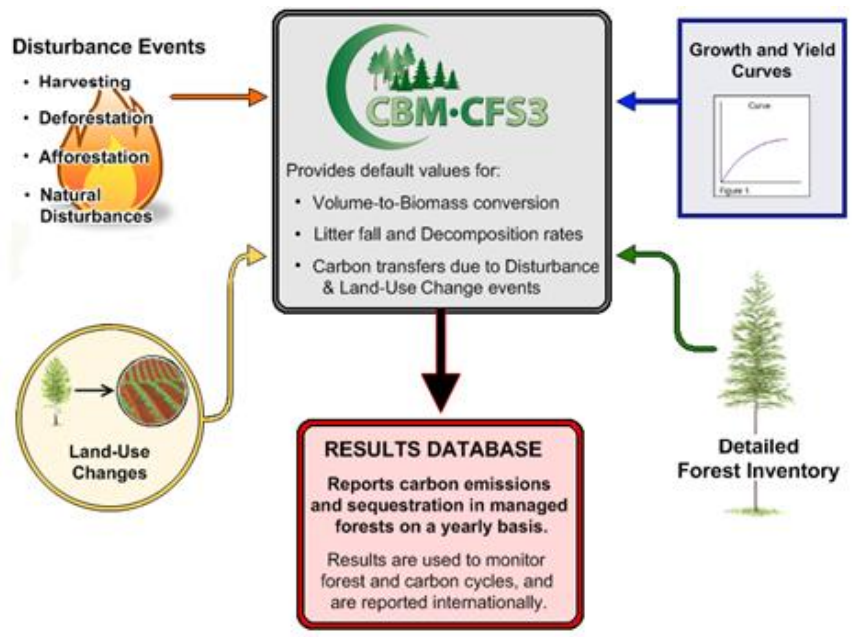 Disturbance Events
• Harvesting
• Deforestation
• Afforestation
• Natural
Disturbances
CBM•CFS3
Provides default values for:
• Volume-to-Biomass conversion
• Litter fall and Decomposition rates
• Carbon transfers due to Disturbance
& Land-Use Change events
Growth and Yield
Curves
Curve
Figure 1
Land-Use
Changes
Detailed
Forest Inventory
RESULTS DATABASE
Reports carbon emissions
and sequestration in managed
forests on a yearly basis.
Results are used to monitor
forest and carbon cycles, and
are reported internationally.